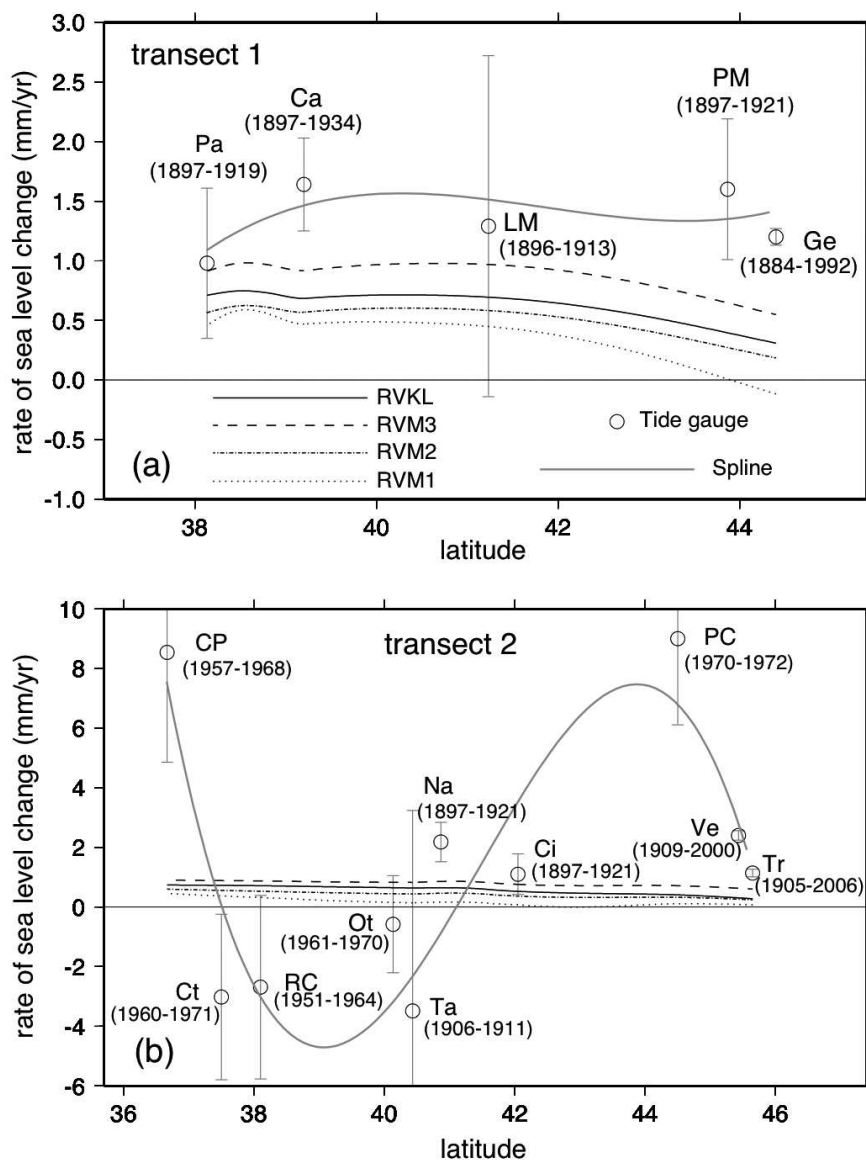 transect 1
rate of sea level change (mm/yr)
3.0
2.5
2.0
1.5
1.0
0.5
0.0
-0.5
-1.0
Pa
(1897-1919)
Ca
(1897-1934)
LM
(1896-1913)
PM
(1897-1921)
Ge
(1884-1992)
RVKL
RVM3
RVM2
RVM1
Tide gauge
Spline
(a)
38 40 42 44
latitude
transect 2
rate of sea level change (mm/yr)
10
8
6
4
2
0
-2
-4
-6
CP
(1957-1968)
PC
(1970-1972)
Na
(1897-1921)
Ci
(1897-1921)
Ve
(1909-2000)
Tr
(1905-2006)
Ot
(1961-1970)
Ct
(1960-1971)
RC
(1951-1964)
Ta
(1906-1911)
(b)
36 38 40 42 44 46
latitude